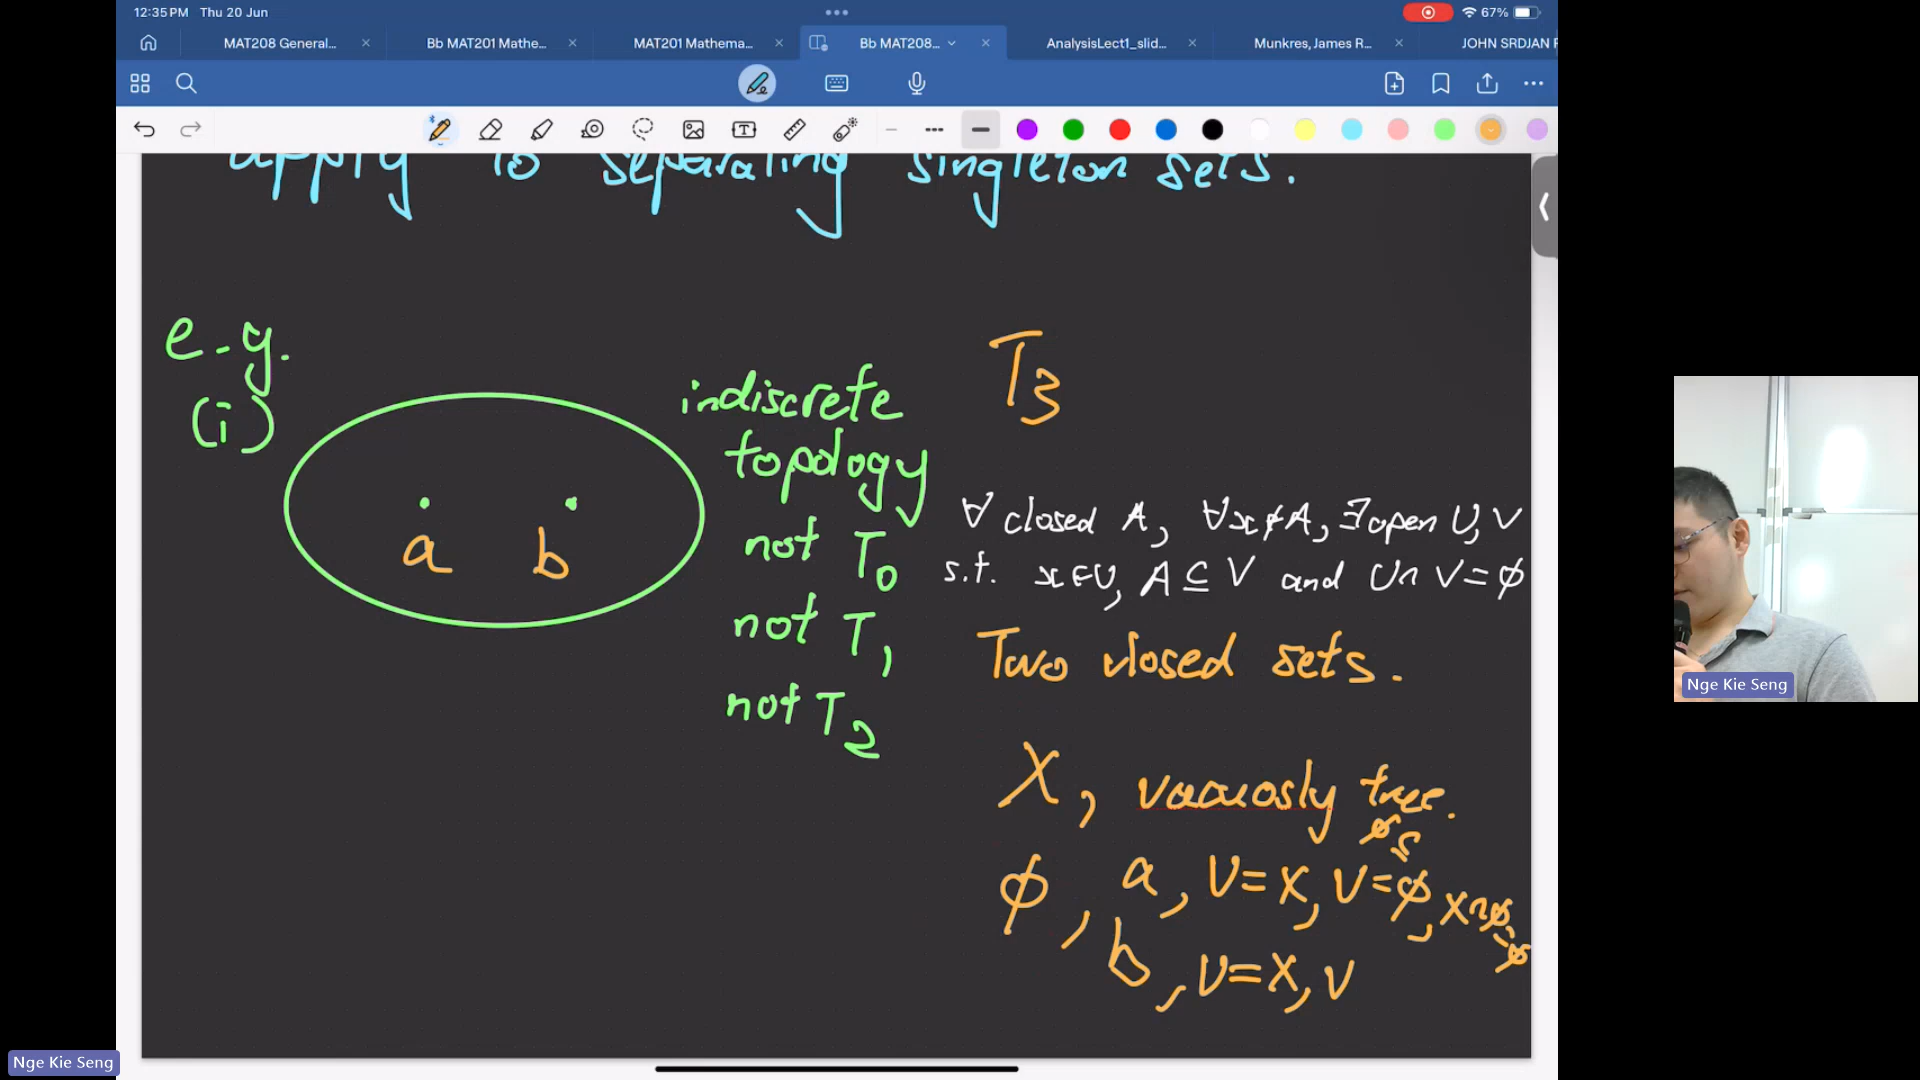 12:35 PM Thu 20 Jun
67%
MAT208 General...
Bb MAT201 Mathe...
MAT201 Mathema...
Bb MAT208...
AnalysisLect1_slid...
Munkres, James R...
JOHN SRDJAN P
apply to separating singleton sets.
e.g.
(i)
a b
indiscrete
topology
not T0
not T1
not T2
T3
∀ closed A, ∀x∉A, ∃open U, V
s.t. x∈U, A ⊆ V and U∩V = ϕ
Two closed sets.
X, vacuosly true.
ϕ⊆
ϕ, a, U=X, V=ϕ, X∩ϕ=ϕ
b, U=X, V
Nge Kie Seng
Nge Kie Seng